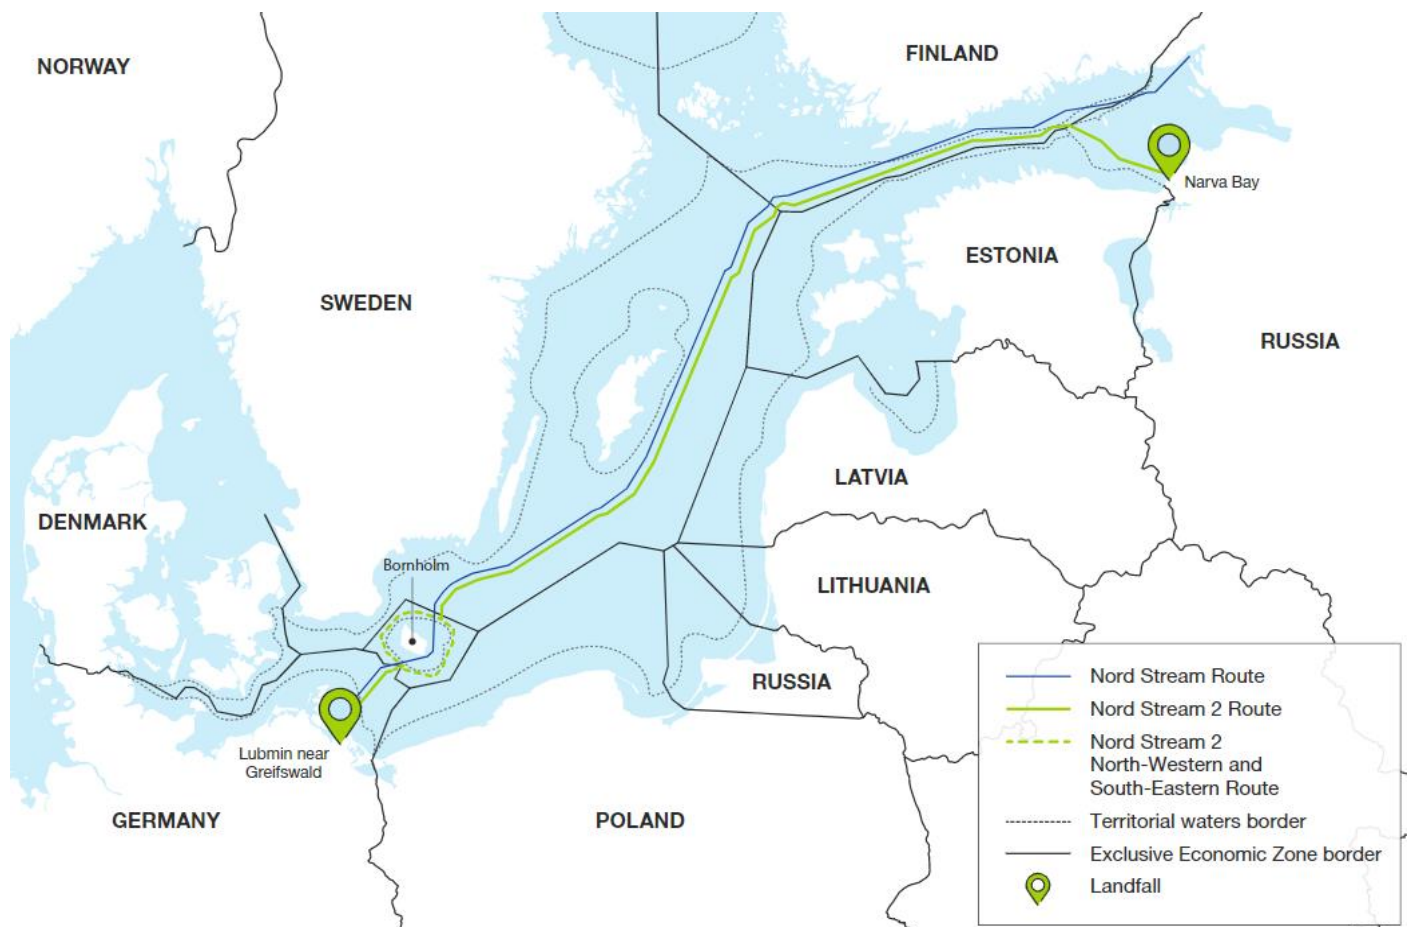 NORWAY
FINLAND
Narva Bay
ESTONIA
SWEDEN
RUSSIA
LATVIA
DENMARK
Bornholm
LITHUANIA
RUSSIA
Lubmin near
Greifswald
GERMANY
POLAND
Nord Stream Route
Nord Stream 2 Route
Nord Stream 2
North-Western and
South-Eastern Route
Territorial waters border
Exclusive Economic Zone border
Landfall